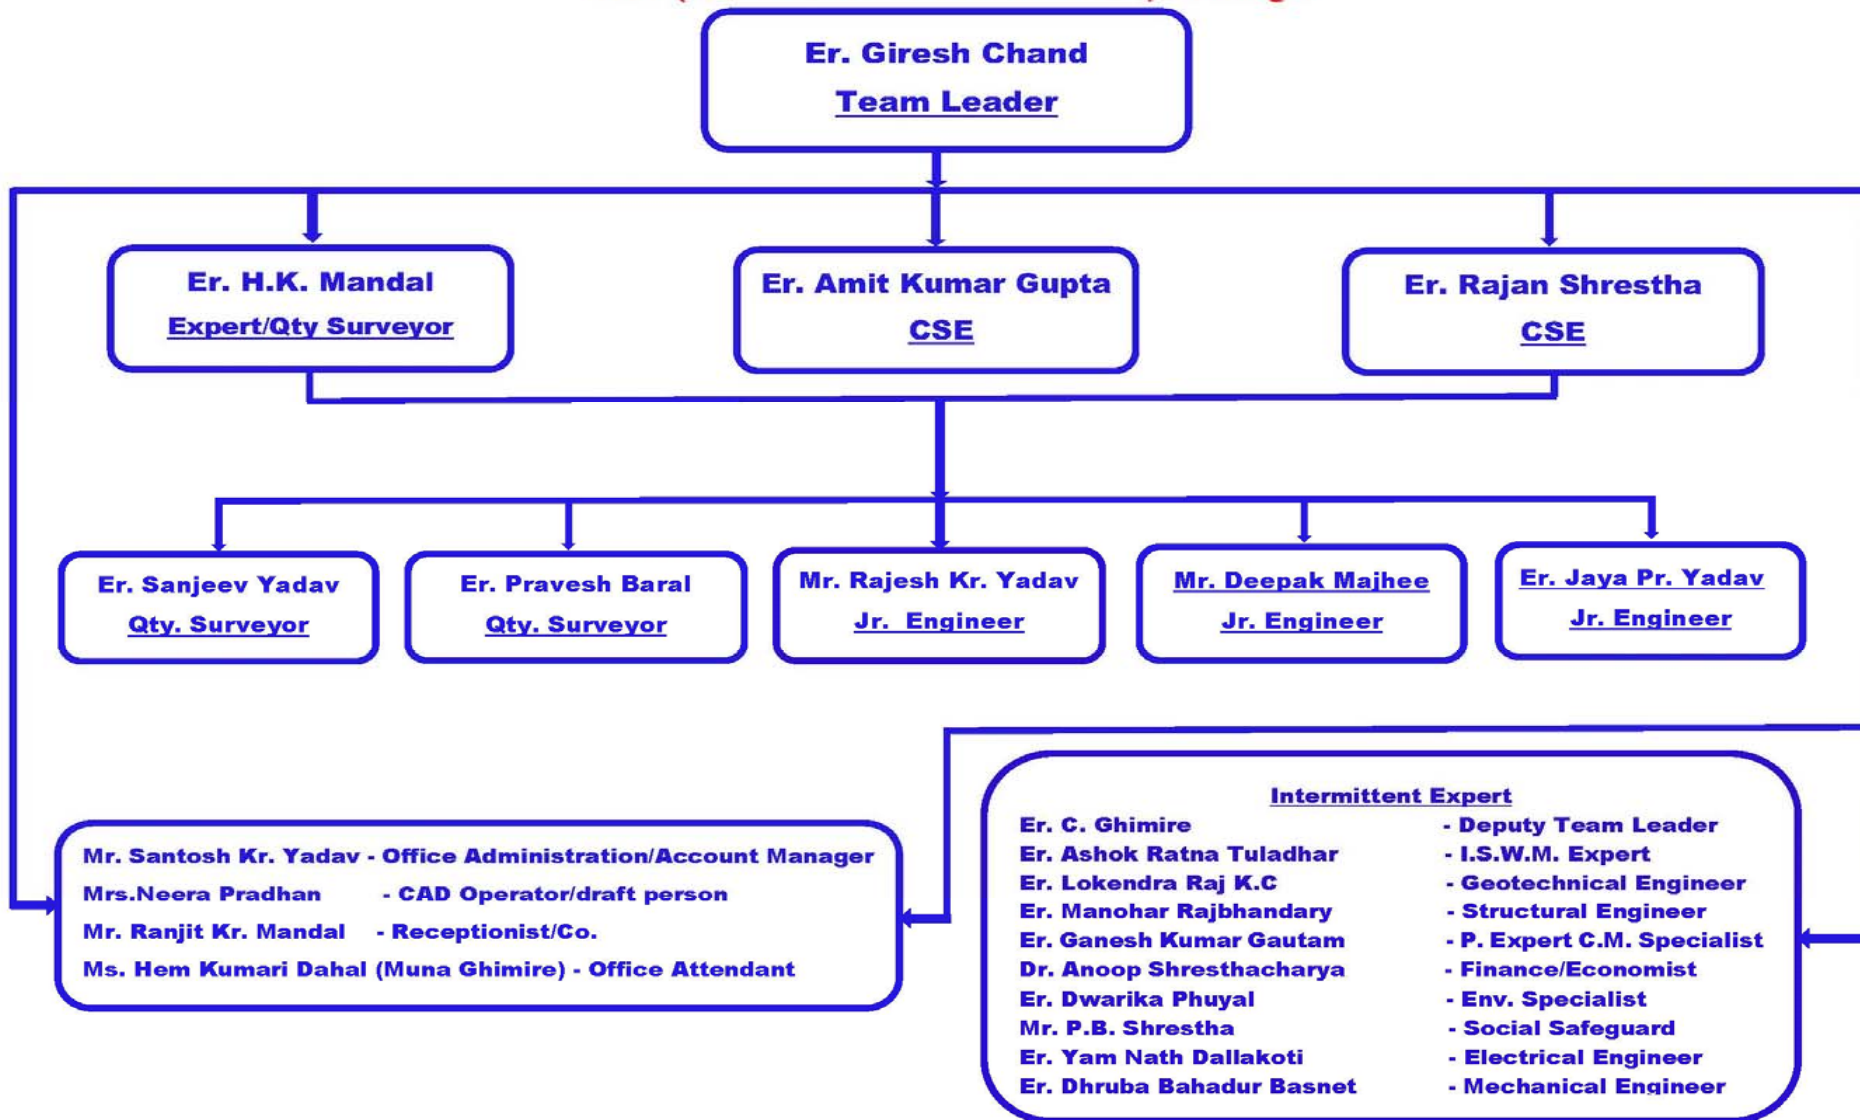 Er. Giresh Chand
Team Leader
Er. H.K. Mandal
Expert/Qty Surveyor
Er. Amit Kumar Gupta
CSE
Er. Rajan Shrestha
CSE
Er. Sanjeev Yadav
Qty. Surveyor
Er. Pravesh Baral
Qty. Surveyor
Mr. Rajesh Kr. Yadav
Jr. Engineer
Mr. Deepak Majhee
Jr. Engineer
Er. Jaya Pr. Yadav
Jr. Engineer
Mr. Santosh Kr. Yadav - Office Administration/Account Manager
Mrs.Neera Pradhan - CAD Operator/draft person
Mr. Ranjit Kr. Mandal - Receptionist/Co.
Ms. Hem Kumari Dahal (Muna Ghimire) - Office Attendant
Intermittent Expert
Er. C. Ghimire - Deputy Team Leader
Er. Ashok Ratna Tuladhar - I.S.W.M. Expert
Er. Lokendra Raj K.C - Geotechnical Engineer
Er. Manohar Rajbhandary - Structural Engineer
Er. Ganesh Kumar Gautam - P. Expert C.M. Specialist
Dr. Anoop Shresthacharya - Finance/Economist
Er. Dwarika Phuyal - Env. Specialist
Mr. P.B. Shrestha - Social Safeguard
Er. Yam Nath Dallakoti - Electrical Engineer
Er. Dhruba Bahadur Basnet - Mechanical Engineer